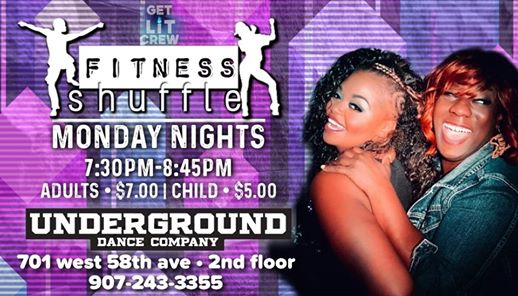 GET
LIT
CREW
FITNESS
shuffle
MONDAY NIGHTS
7:30PM-8:45PM
ADULTS • $7.00 | CHILD • $5.00
UNDERGROUND
DANCE COMPANY
701 west 58th ave • 2nd floor
907-243-3355